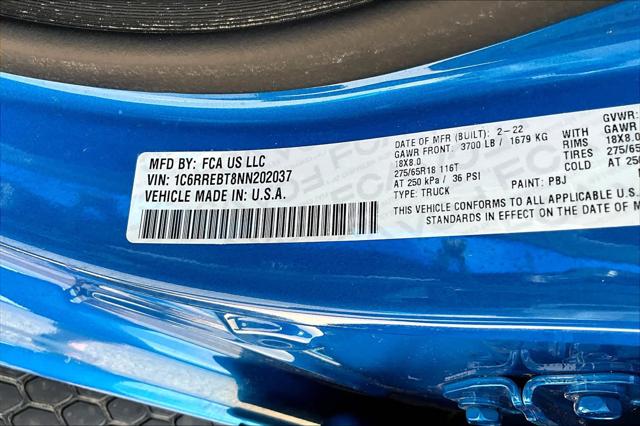 MFD BY: FCA US LLC
VIN: 1C6RREBT8NN202037
VEHICLE MADE IN: U.S.A.
DATE OF MFR (BUILT): 2-22
GAWR FRONT: 3700 LB / 1679 KG WITH
18X8.0 RIMS
275/65R18 116T TIRES
AT 250 kPa / 36 PSI COLD
TYPE: TRUCK PAINT: PBJ
THIS VEHICLE CONFORMS TO ALL APPLICABLE U.S.
STANDARDS IN EFFECT ON THE DATE OF M
GVWR:
GAWR
18X8.0
275/65
AT 250